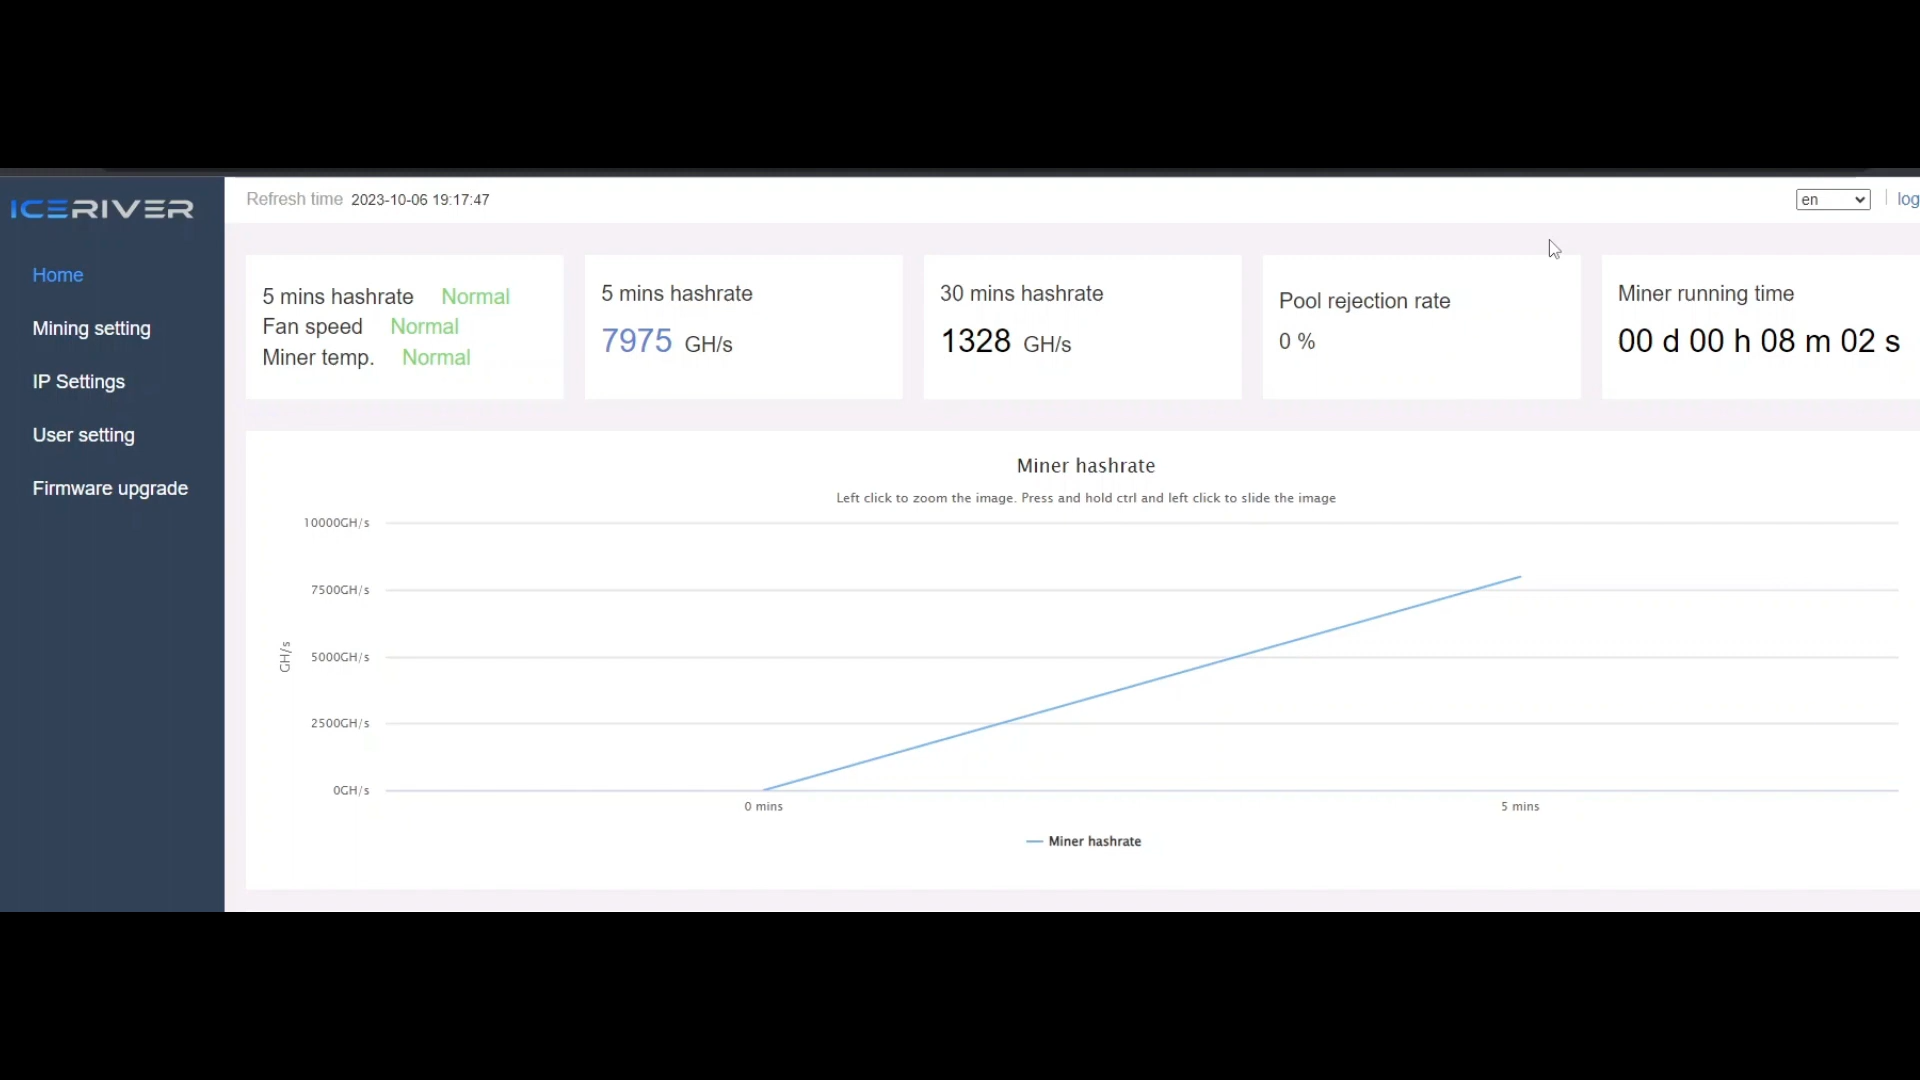 ICERIVER
Refresh time 2023-10-06 19:17:47
en
log
Home
Mining setting
IP Settings
User setting
Firmware upgrade
5 mins hashrate Normal
Fan speed Normal
Miner temp. Normal
5 mins hashrate
7975 GH/s
30 mins hashrate
1328 GH/s
Pool rejection rate
0 %
Miner running time
00 d 00 h 08 m 02 s
Miner hashrate
Left click to zoom the image. Press and hold ctrl and left click to slide the image
10000GH/s
7500GH/s
5000GH/s
2500GH/s
0GH/s
GH/s
0 mins
5 mins
Miner hashrate